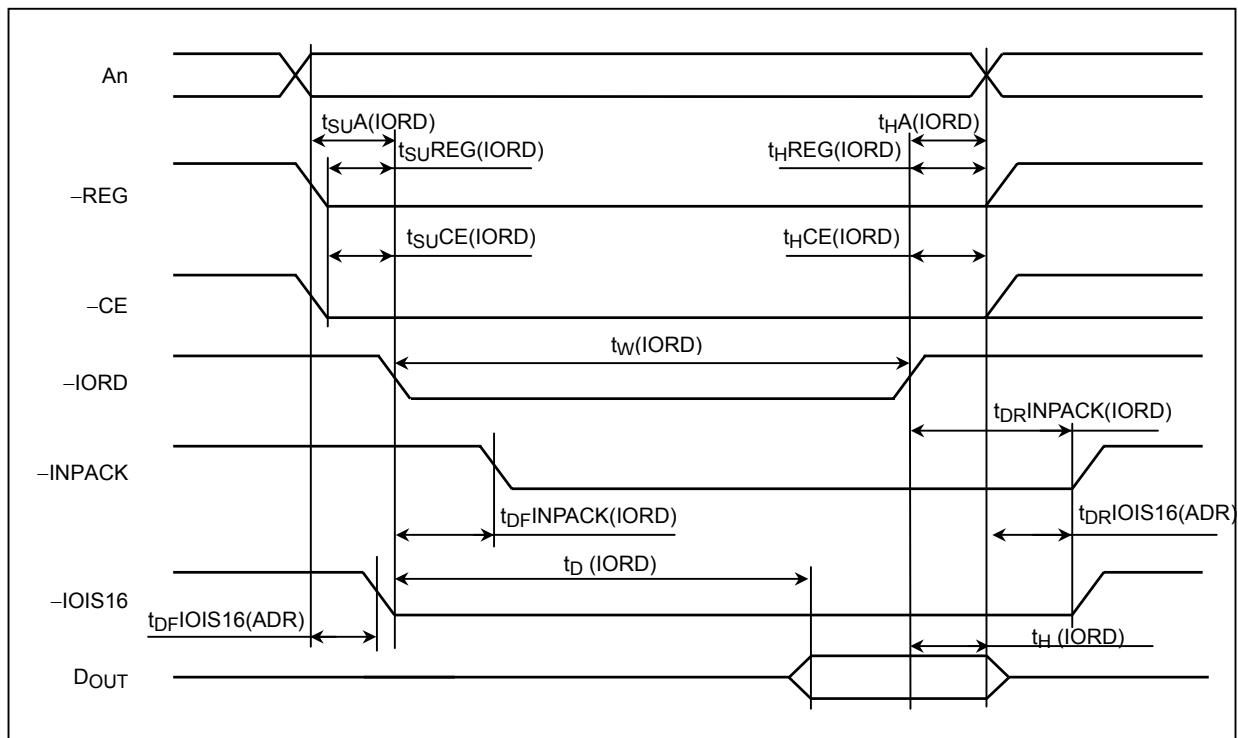 An
tSUA(IORD) tHA(IORD)
tSUREG(IORD) tHREG(IORD)
−REG
tSUCE(IORD) tHCE(IORD)
−CE
tW(IORD)
−IORD
tDRINPACK(IORD)
−INPACK
tDFINPACK(IORD) tDRIOIS16(ADR)
tD (IORD)
−IOIS16
tDFIOIS16(ADR) tH (IORD)
DOUT